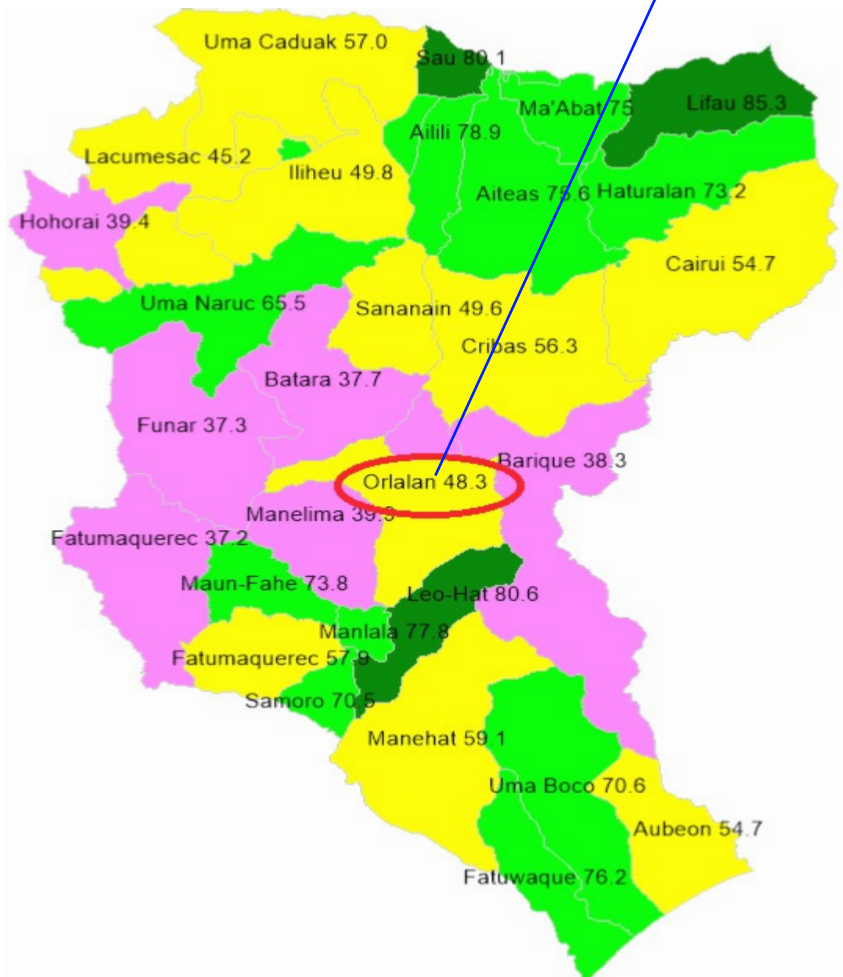 Uma Caduak 57.0
Sau 80.1
Ma'Abat 75
Lifau 85.3
Ailili 78.9
Lacumesac 45.2
Iliheu 49.8
Aiteas 75.6
Haturalan 73.2
Hohorai 39.4
Cairui 54.7
Uma Naruc 65.5
Sananain 49.6
Cribas 56.3
Batara 37.7
Funar 37.3
Barique 38.3
Orlalan 48.3
Manelima 39.3
Fatumaquerec 37.2
Maun-Fahe 73.8
Leo-Hat 80.6
Manlala 77.8
Fatumaquerec 57.9
Samoro 70.5
Manehat 59.1
Uma Boco 70.6
Aubeon 54.7
Fatuwaque 76.2